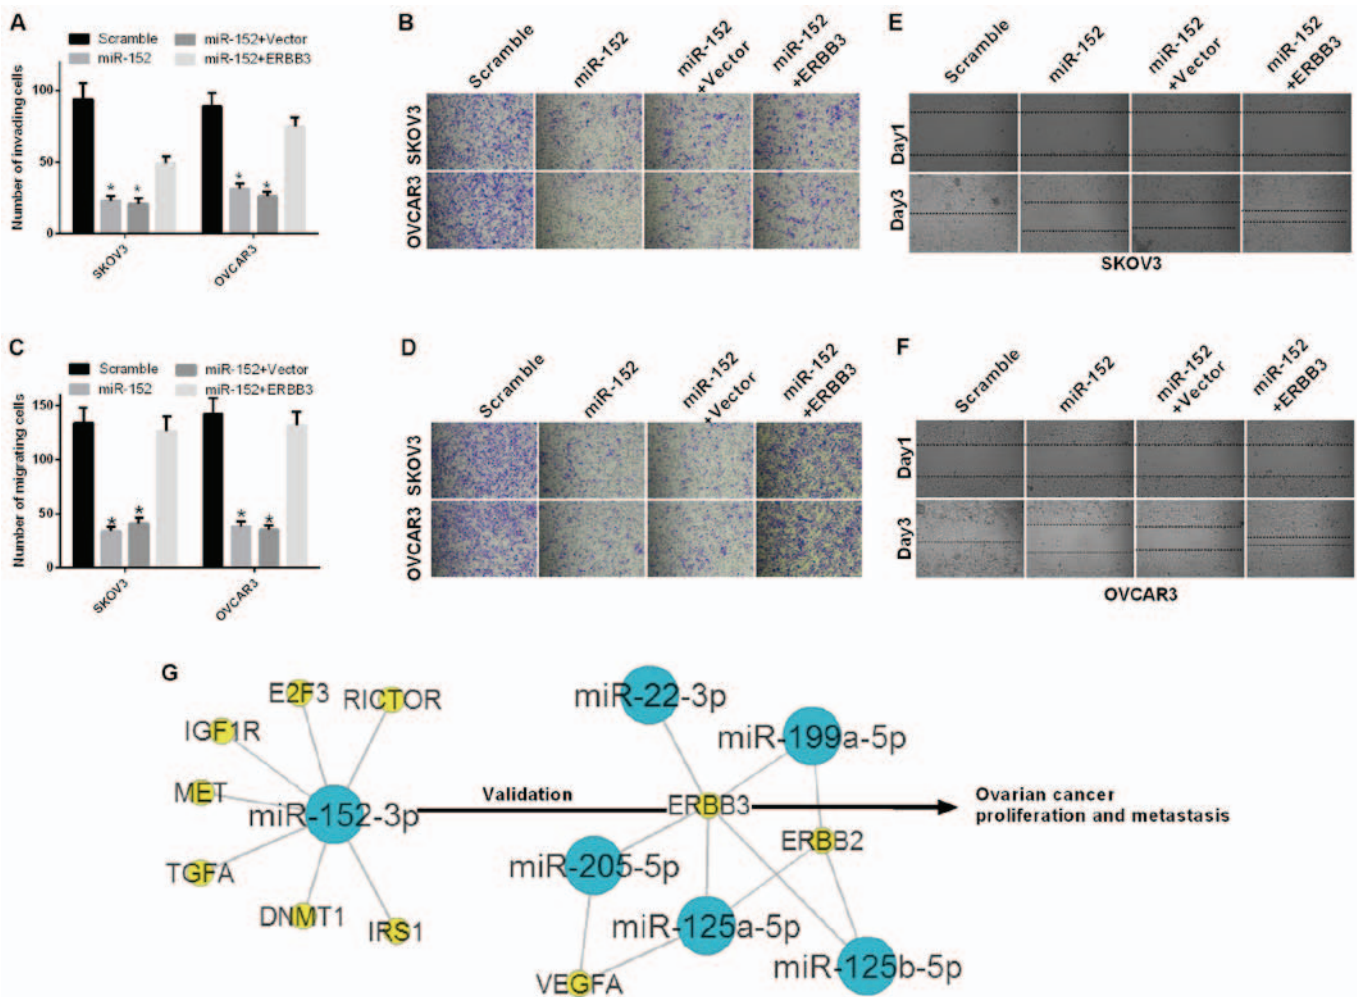 A
Scramble
miR-152+Vector
miR-152
miR-152+ERBB3
Number of invading cells
100
50
0
*
*
*
*
SKOV3
OVCAR3
B
Scramble
miR-152
miR-152
+Vector
miR-152
+ERBB3
SKOV3
OVCAR3
E
Scramble
miR-152
miR-152
+Vector
miR-152
+ERBB3
Day1
Day3
SKOV3
C
Scramble
miR-152+Vector
miR-152
miR-152+ERBB3
Number of migrating cells
150
100
50
0
*
*
*
*
SKOV3
OVCAR3
D
Scramble
miR-152
miR-152
+Vector
miR-152
+ERBB3
SKOV3
OVCAR3
F
Scramble
miR-152
miR-152
+Vector
miR-152
+ERBB3
Day1
Day3
OVCAR3
G
E2F3
RICTOR
IGF1R
MET
miR-152-3p
TGFA
DNMT1
IRS1
Validation
miR-22-3p
miR-199a-5p
ERBB3
ERBB2
miR-205-5p
miR-125a-5p
miR-125b-5p
VEGFA
Ovarian cancer
proliferation and metastasis